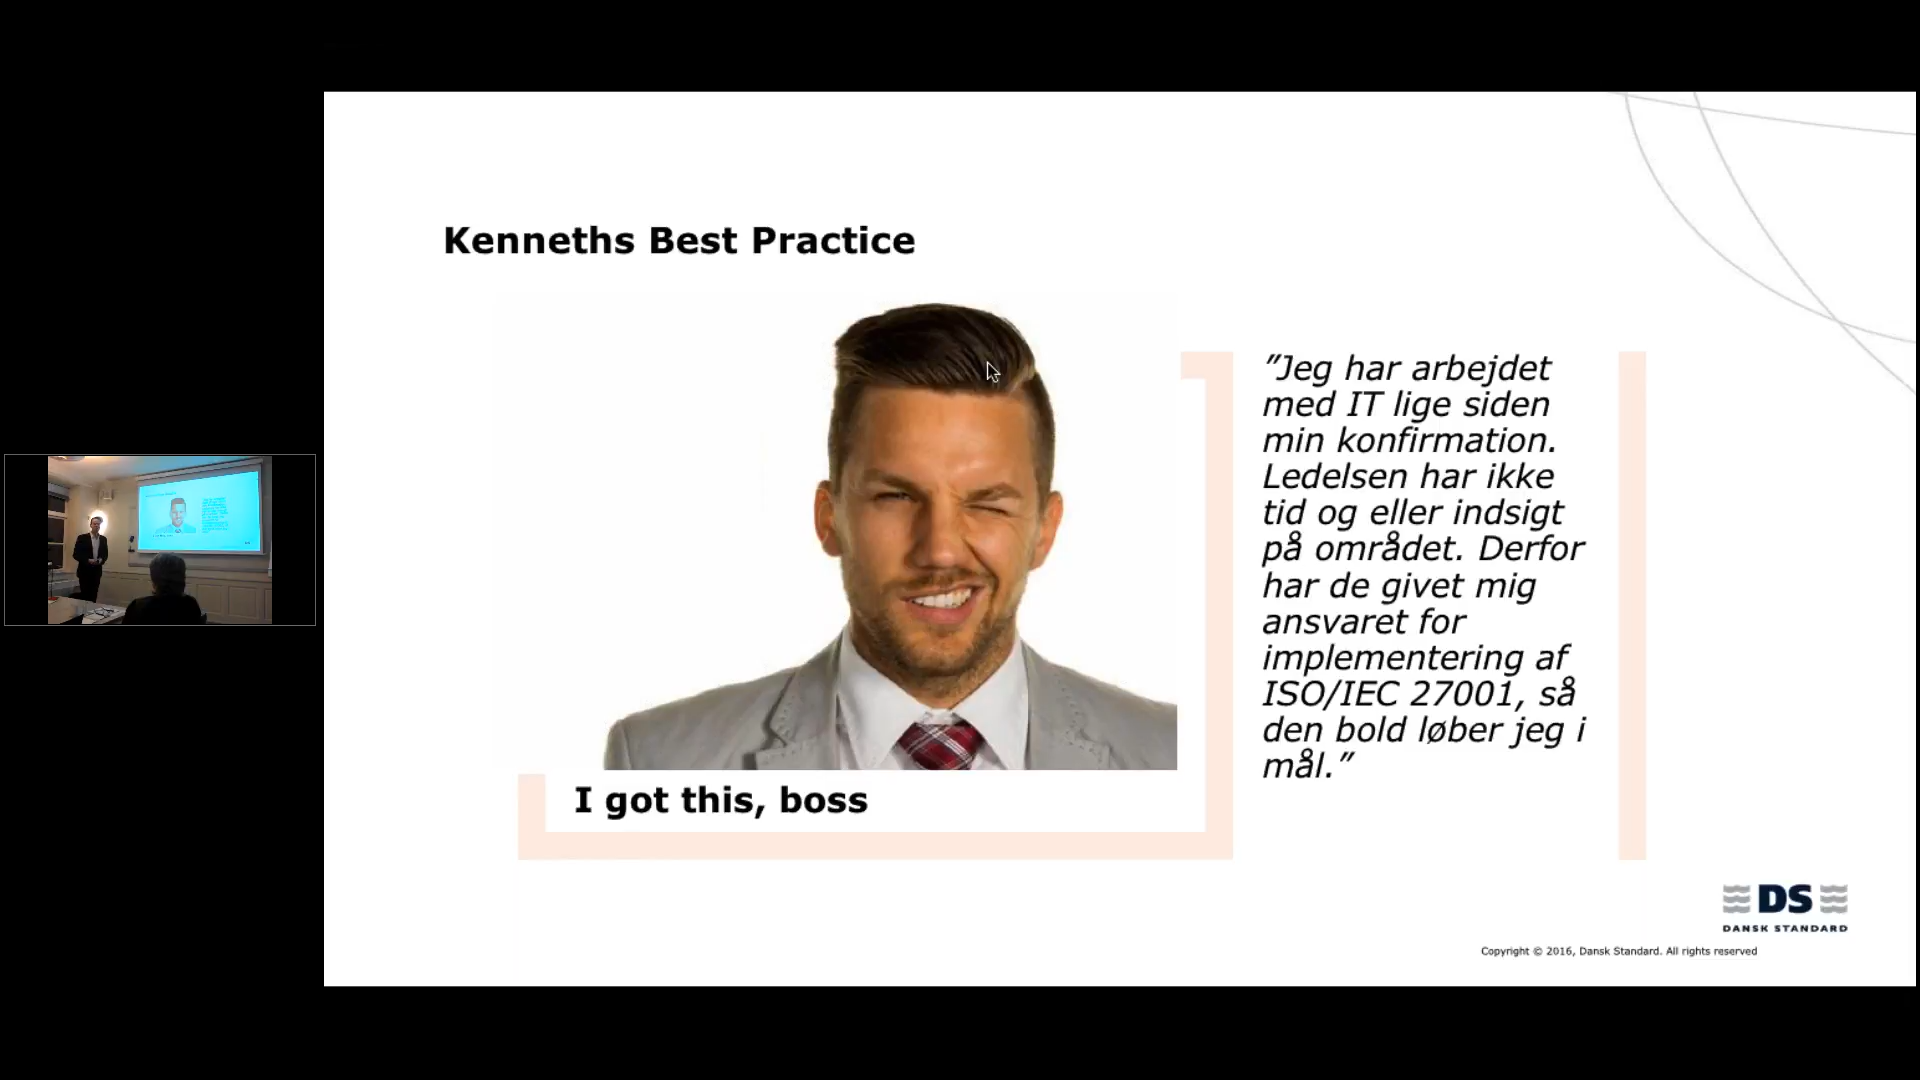 Kenneths Best Practice
”Jeg har arbejdet
med IT lige siden
min konfirmation.
Ledelsen har ikke
tid og eller indsigt
på området. Derfor
har de givet mig
ansvaret for
implementering af
ISO/IEC 27001, så
den bold løber jeg i
mål.”
I got this, boss
DS
DANSK STANDARD
Copyright © 2016, Dansk Standard. All rights reserved